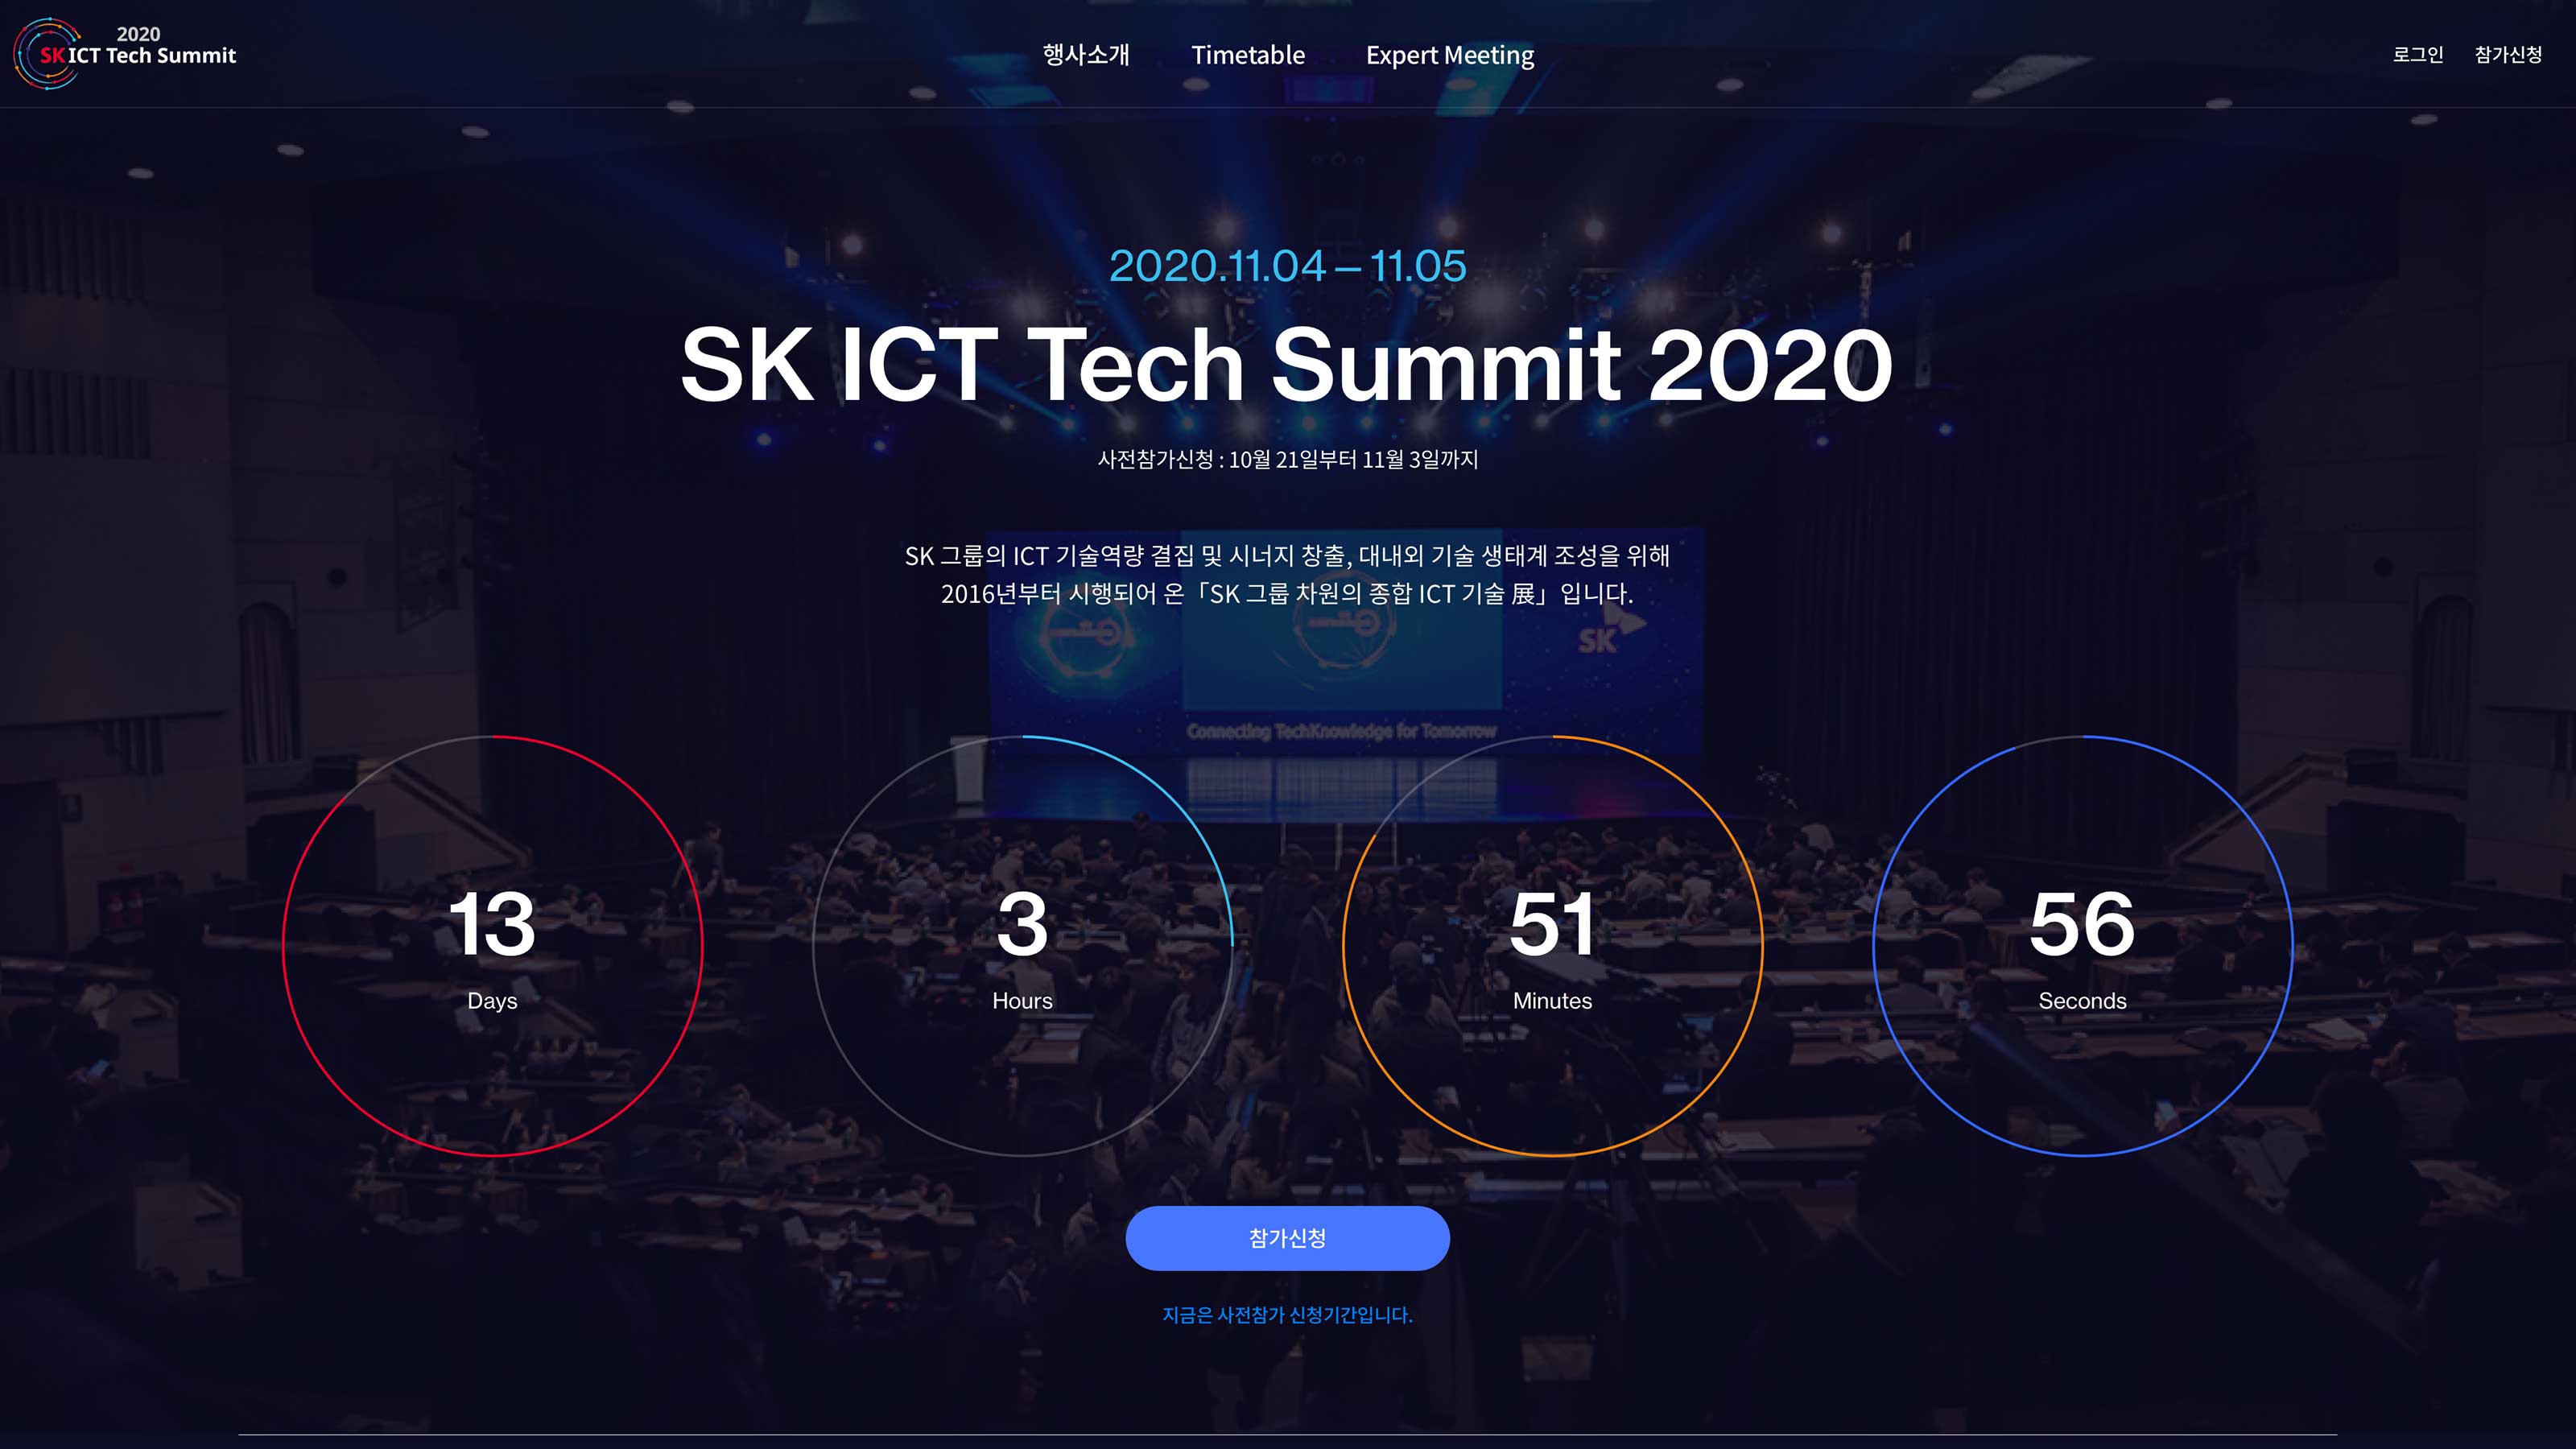 2020
SK ICT Tech Summit
행사소개
Timetable
Expert Meeting
로그인
참가신청
2020.11.04 – 11.05
SK ICT Tech Summit 2020
사전참가신청 : 10월 21일부터 11월 3일까지
SK 그룹의 ICT 기술역량 결집 및 시너지 창출, 대내외 기술 생태계 조성을 위해
2016년부터 시행되어 온「SK 그룹 차원의 종합 ICT 기술 展」입니다.
SK
Connecting TechKnowledge for Tomorrow
13
Days
3
Hours
51
Minutes
56
Seconds
참가신청
지금은 사전참가 신청기간입니다.